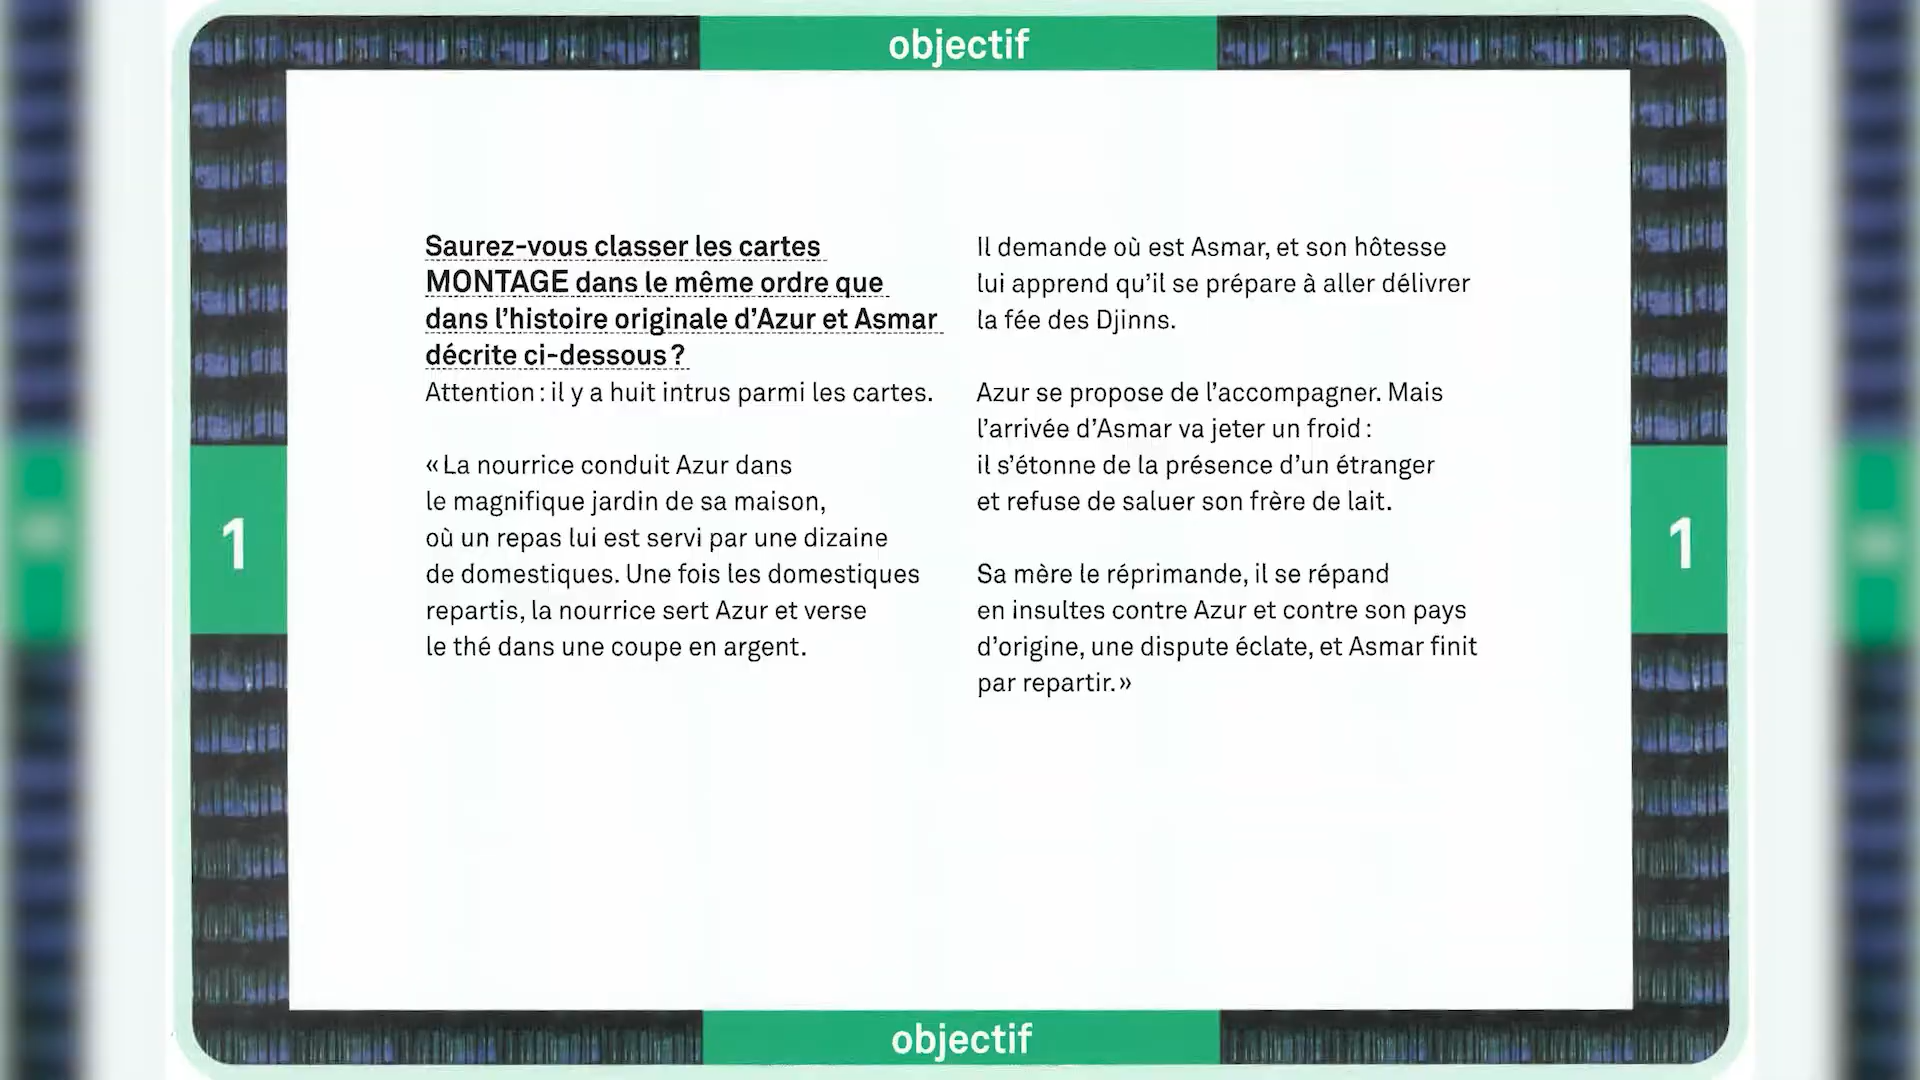 objectif
1
1
Saurez-vous classer les cartes
MONTAGE dans le même ordre que
dans l’histoire originale d’Azur et Asmar
décrite ci-dessous ?
Attention : il y a huit intrus parmi les cartes.
« La nourrice conduit Azur dans
le magnifique jardin de sa maison,
où un repas lui est servi par une dizaine
de domestiques. Une fois les domestiques
repartis, la nourrice sert Azur et verse
le thé dans une coupe en argent.
Il demande où est Asmar, et son hôtesse
lui apprend qu’il se prépare à aller délivrer
la fée des Djinns.
Azur se propose de l’accompagner. Mais
l’arrivée d’Asmar va jeter un froid :
il s’étonne de la présence d’un étranger
et refuse de saluer son frère de lait.
Sa mère le réprimande, il se répand
en insultes contre Azur et contre son pays
d’origine, une dispute éclate, et Asmar finit
par repartir. »
objectif